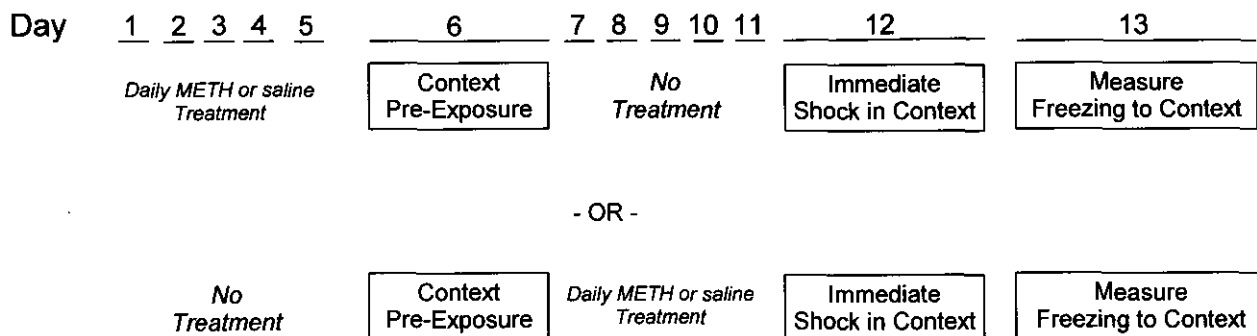 Day 1 2 3 4 5 6 7 8 9 10 11 12 13
Daily METH or saline Context No Immediate Measure
Treatment Pre-Exposure Treatment Shock in Context Freezing to Context
- OR -
No Context Daily METH or saline Immediate Measure
Treatment Pre-Exposure Treatment Shock in Context Freezing to Context